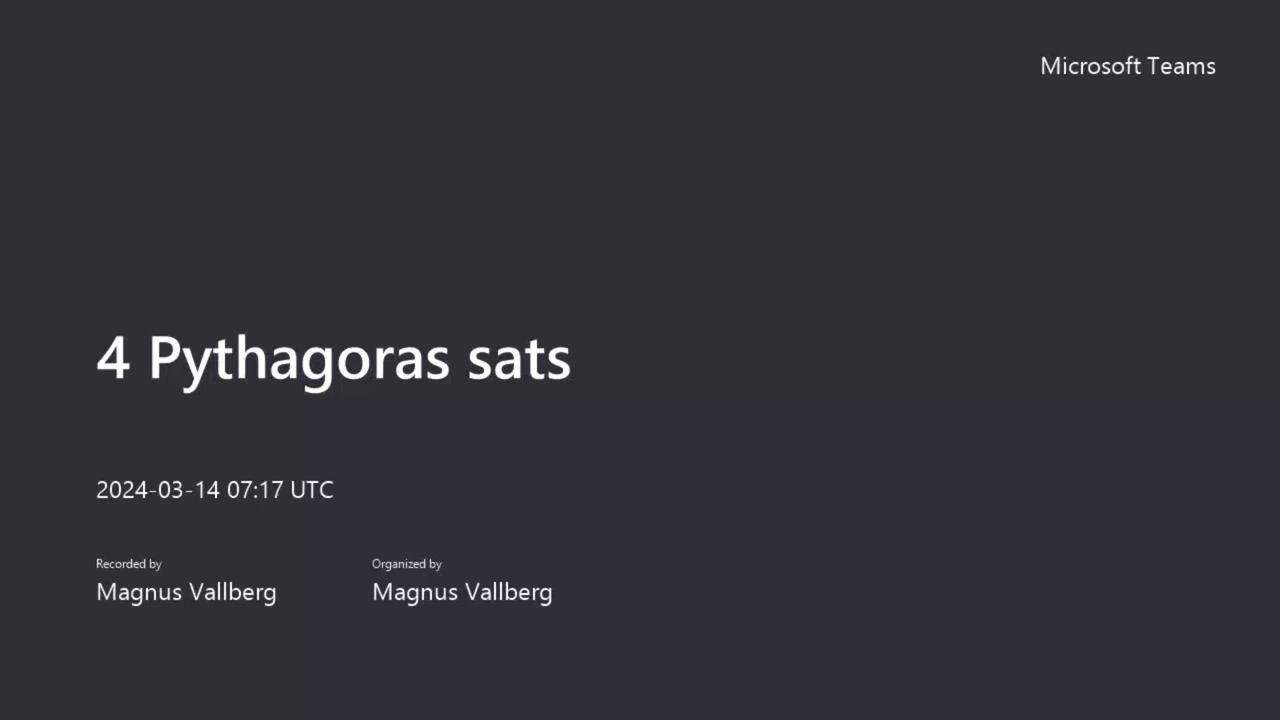 Microsoft Teams
4 Pythagoras sats
2024-03-14 07:17 UTC
Recorded by
Magnus Vallberg
Organized by
Magnus Vallberg